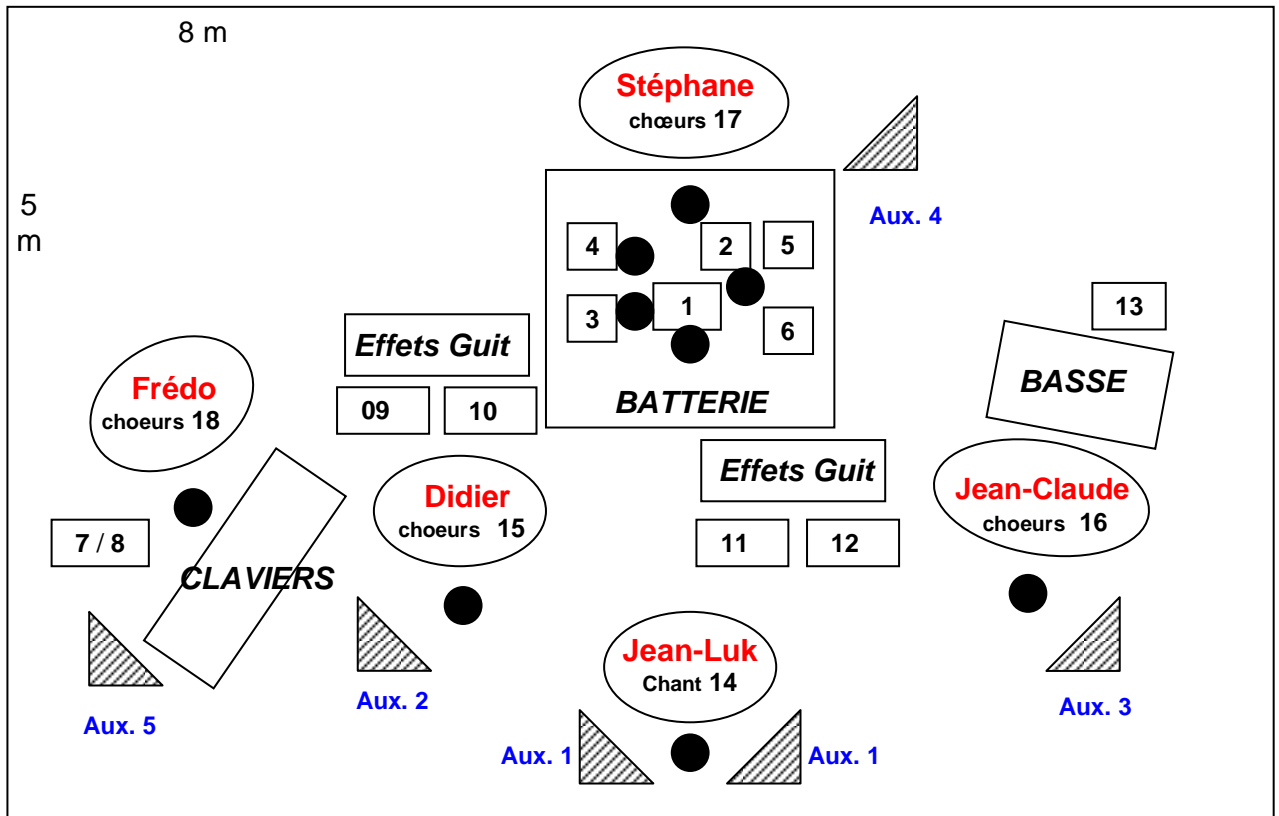 8 m
Stéphane
chœurs 17
5
m
Aux. 4
4
2
5
3
1
6
13
Effets Guit
BASSE
Frédo
choeurs 18
09
10
BATTERIE
Effets Guit
Didier
choeurs 15
Jean-Claude
choeurs 16
7 / 8
11
12
CLAVIERS
Jean-Luk
Chant 14
Aux. 5
Aux. 2
Aux. 3
Aux. 1
Aux. 1